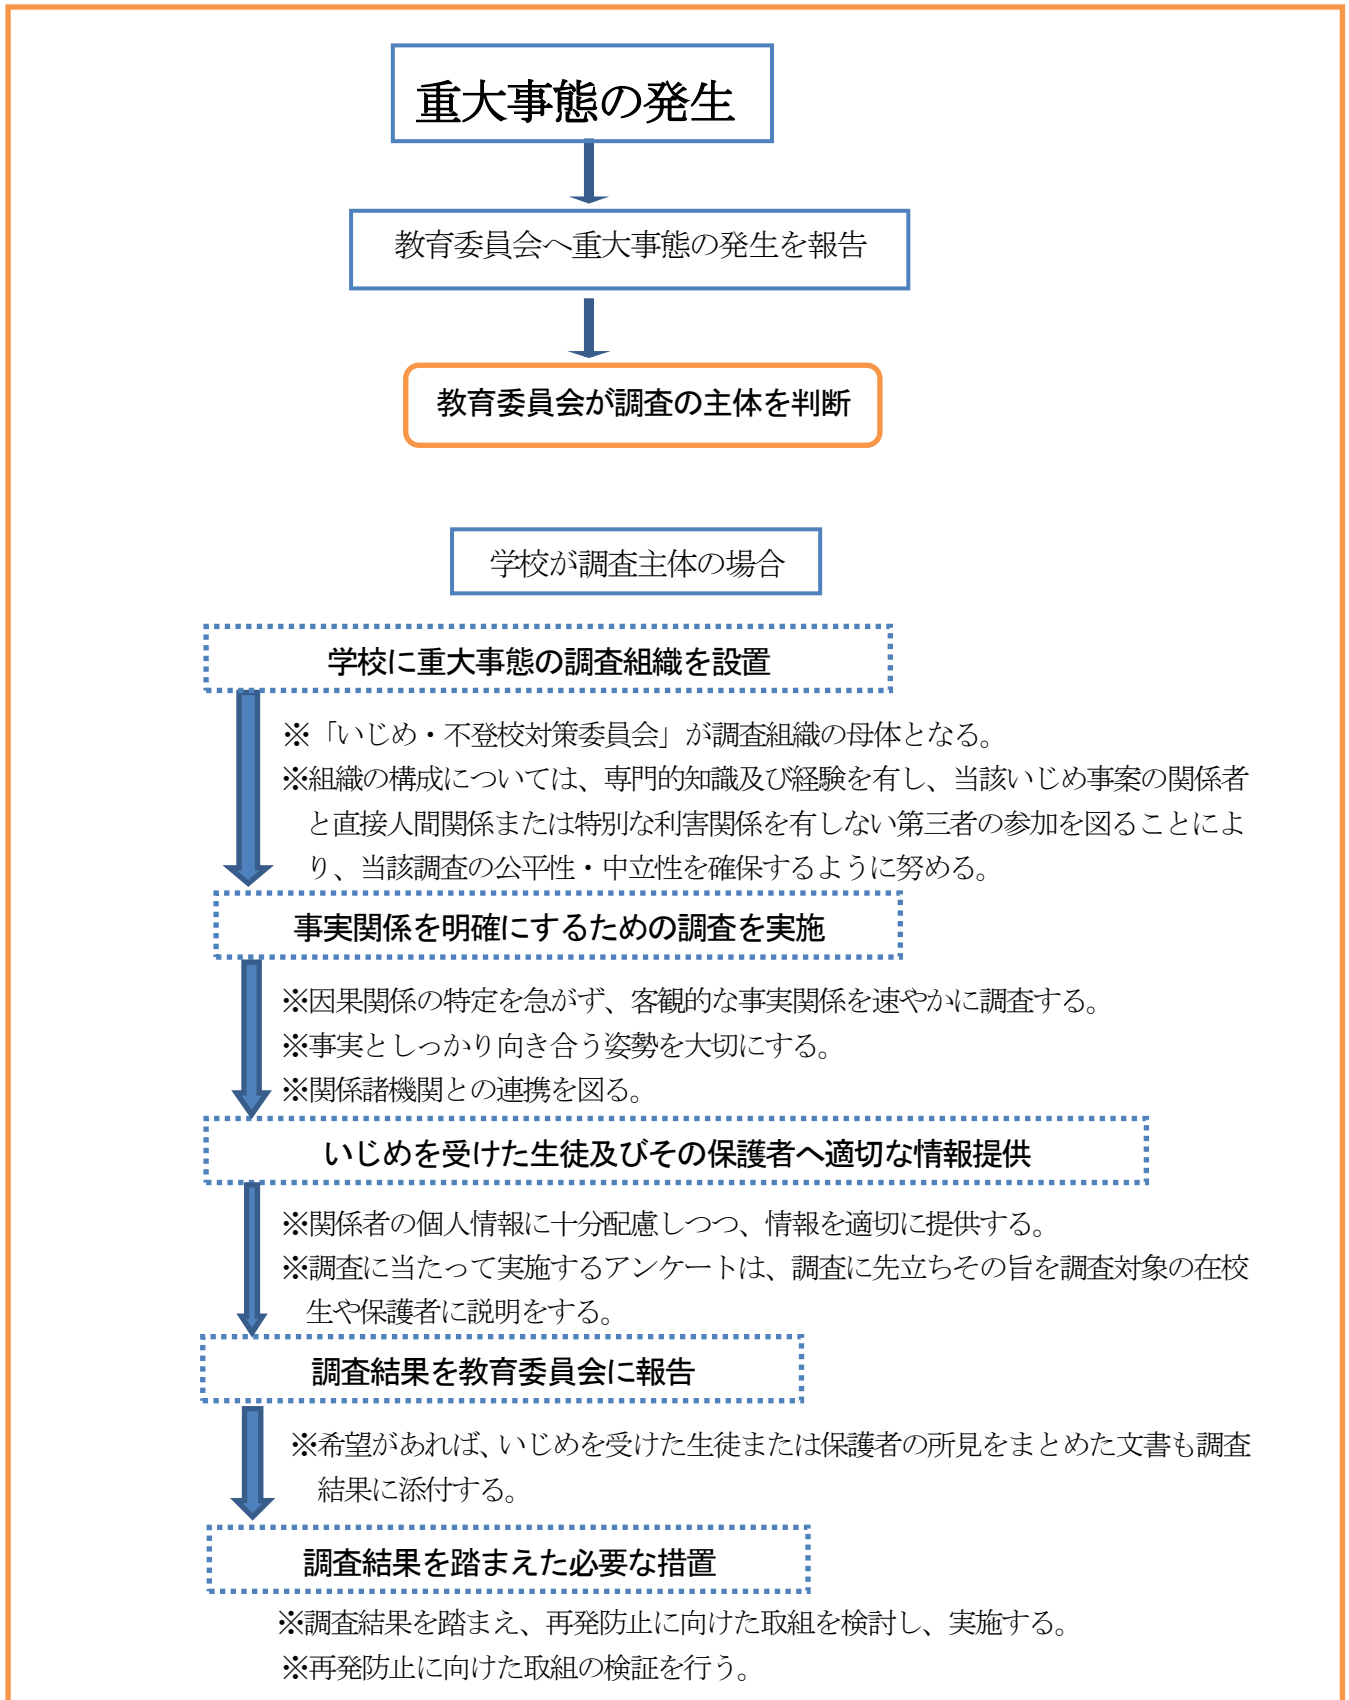 重大事態の発生
教育委員会へ重大事態の発生を報告
教育委員会が調査の主体を判断
学校が調査主体の場合
学校に重大事態の調査組織を設置
※「いじめ・不登校対策委員会」が調査組織の母体となる。
※組織の構成については、専門的知識及び経験を有し、当該いじめ事案の関係者
と直接人間関係または特別な利害関係を有しない第三者の参加を図ることによ
り、当該調査の公平性・中立性を確保するように努める。
事実関係を明確にするための調査を実施
※因果関係の特定を急がず、客観的な事実関係を速やかに調査する。
※事実としっかり向き合う姿勢を大切にする。
※関係諸機関との連携を図る。
いじめを受けた生徒及びその保護者へ適切な情報提供
※関係者の個人情報に十分配慮しつつ、情報を適切に提供する。
※調査に当たって実施するアンケートは、調査に先立ちその旨を調査対象の在校
生や保護者に説明をする。
調査結果を教育委員会に報告
※希望があれば、いじめを受けた生徒または保護者の所見をまとめた文書も調査
結果に添付する。
調査結果を踏まえた必要な措置
※調査結果を踏まえ、再発防止に向けた取組を検討し、実施する。
※再発防止に向けた取組の検証を行う。